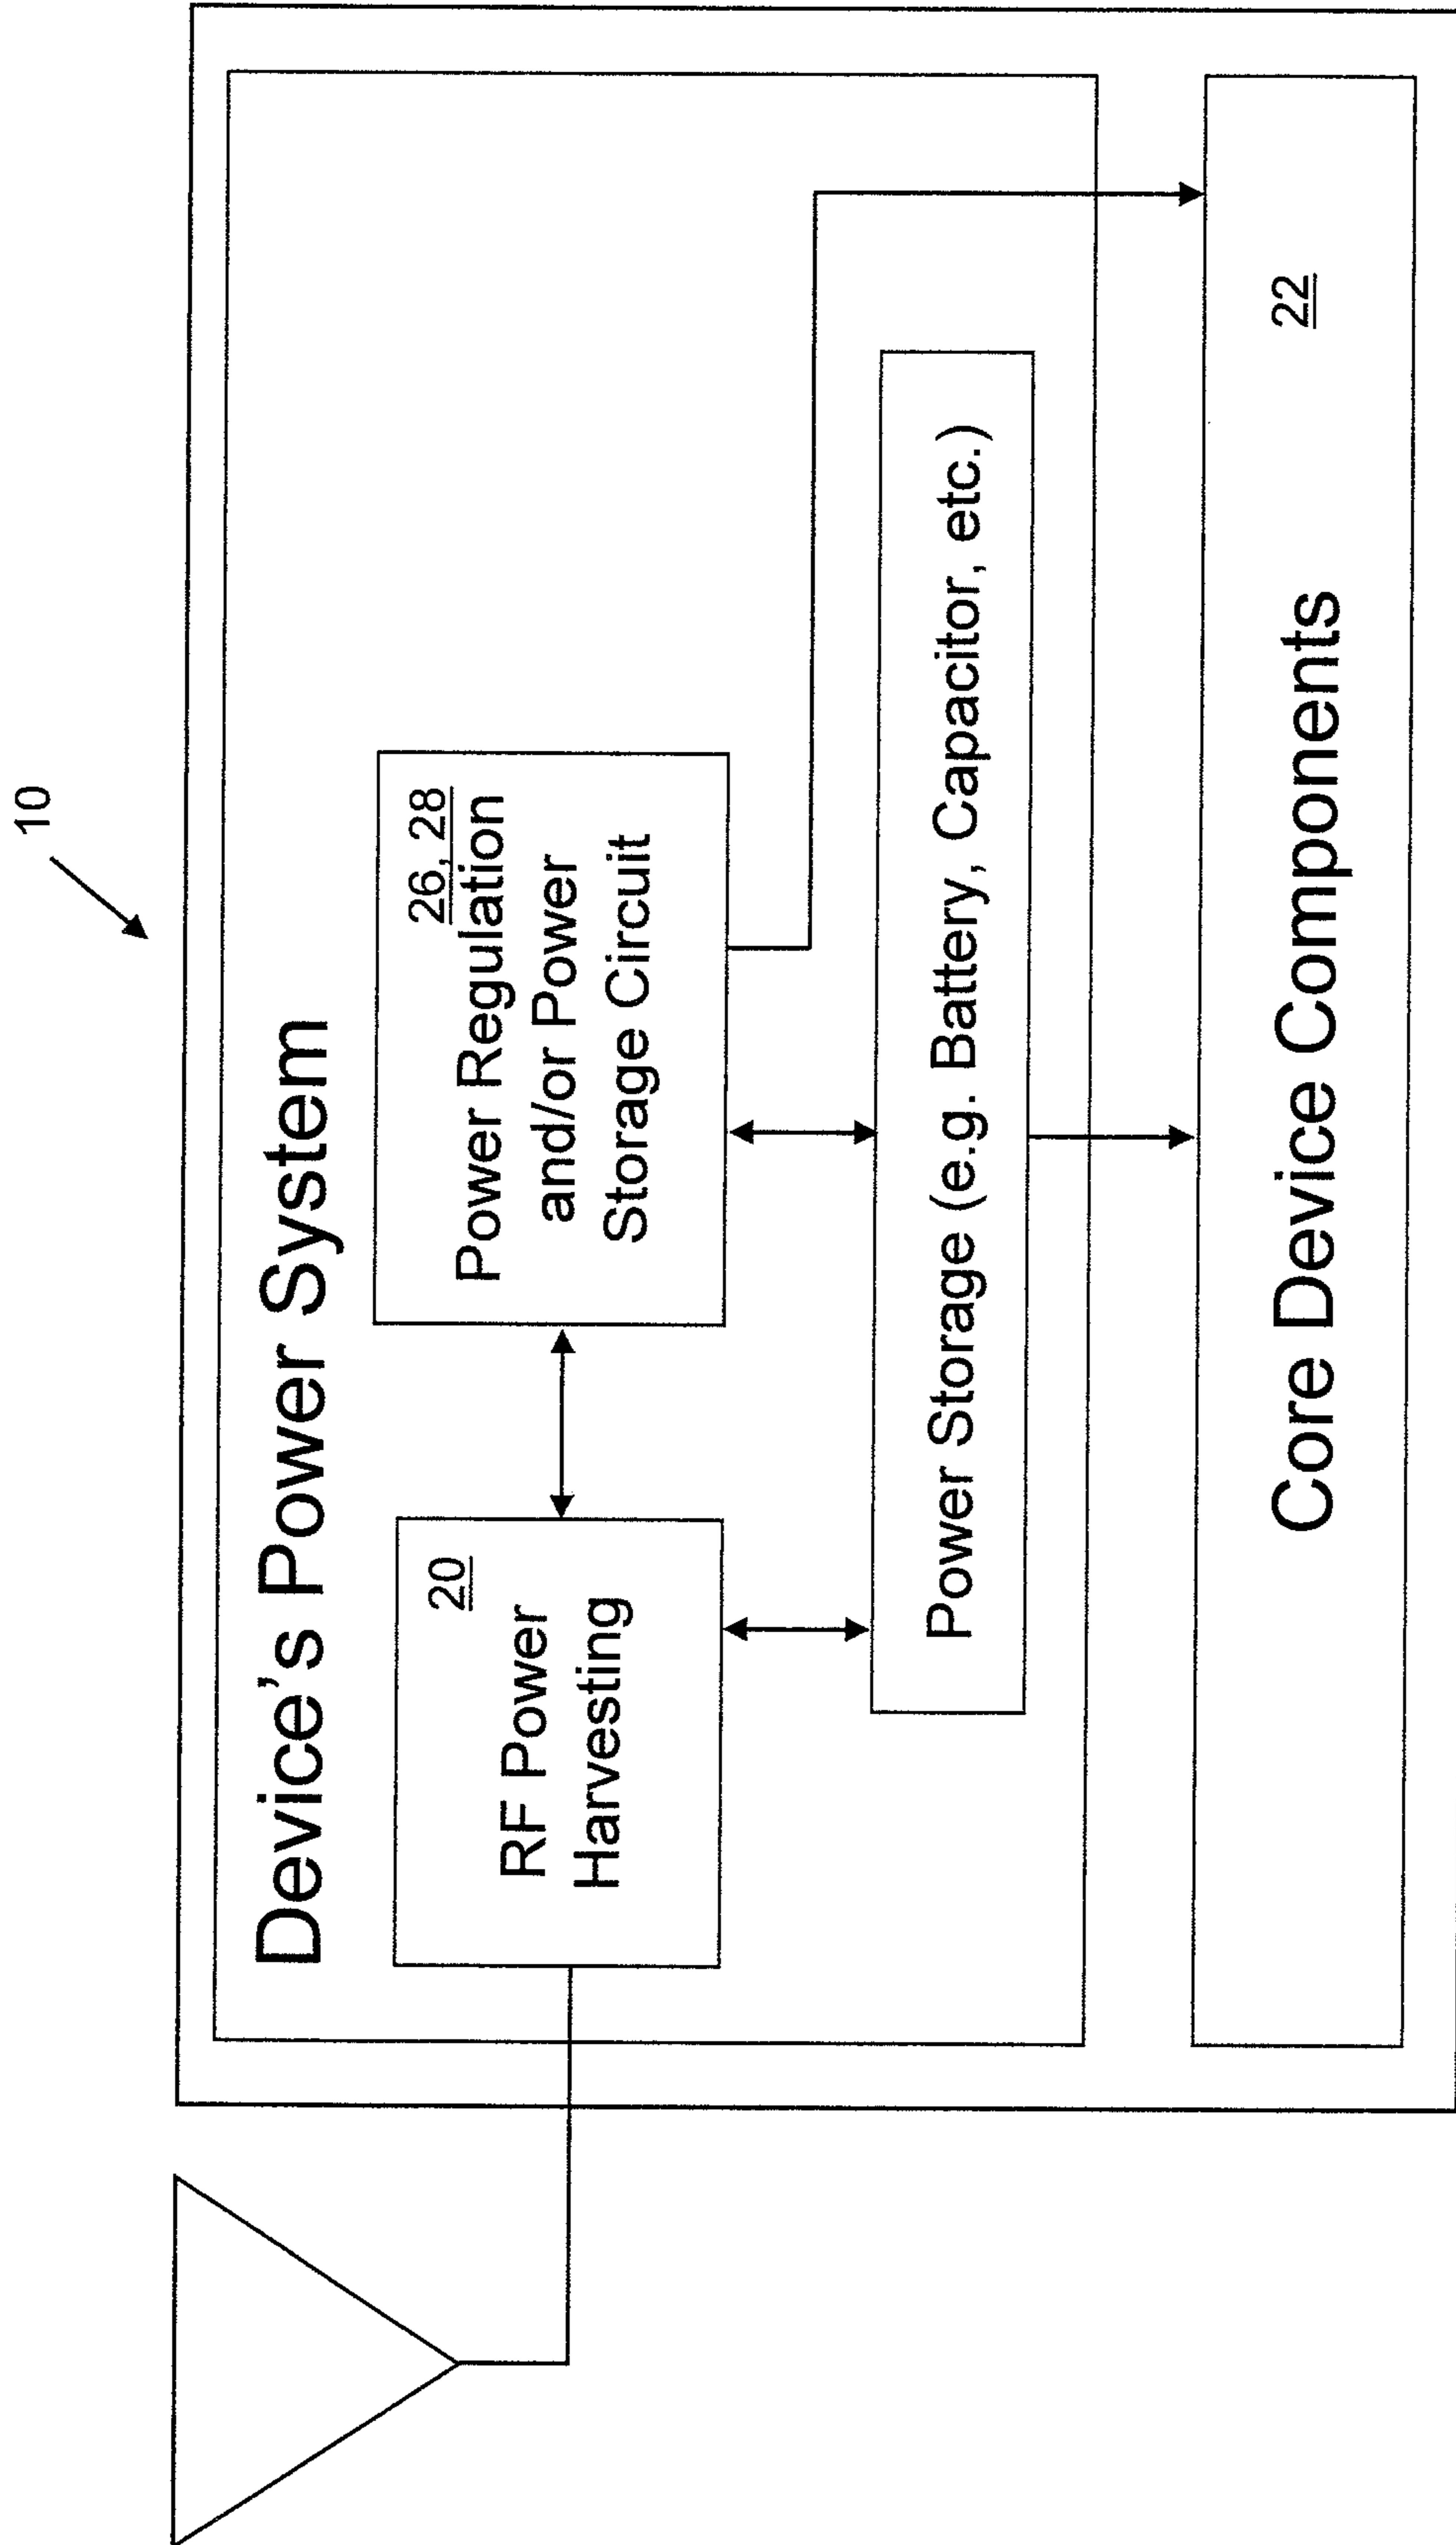 10
Device's Power System
20
RF Power
Harvesting
26, 28
Power Regulation
and/or Power
Storage Circuit
Power Storage (e.g. Battery, Capacitor, etc.)
Core Device Components
22